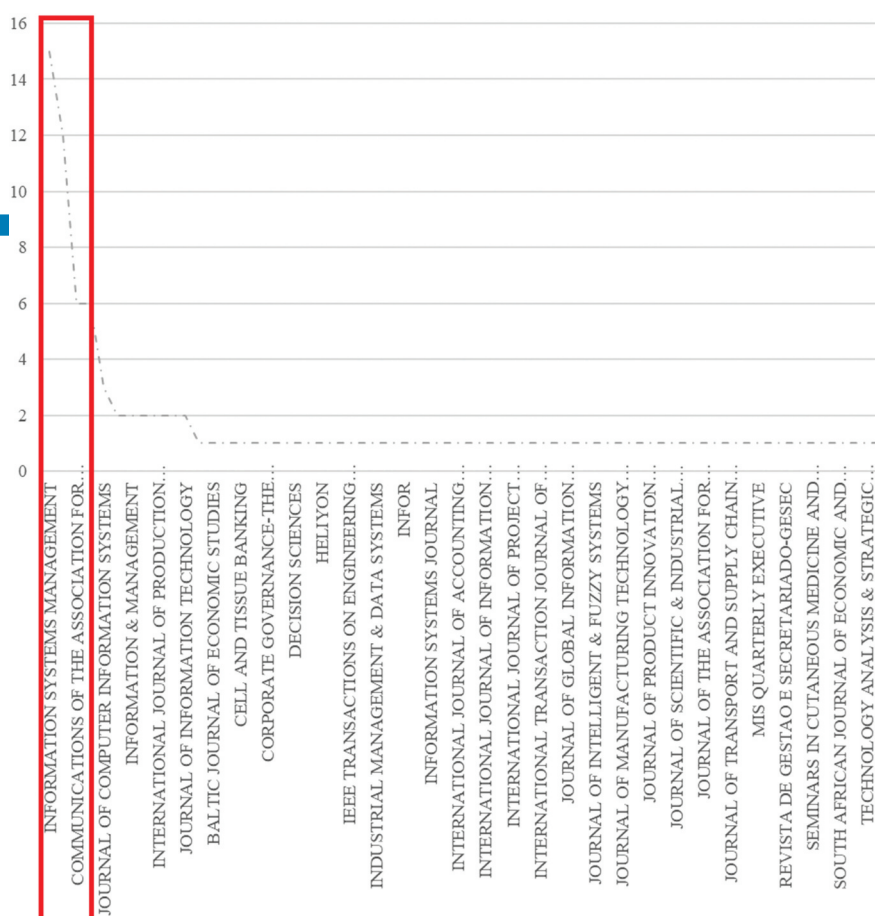 16
14
12
10
8
6
4
2
0
INFORMATION SYSTEMS MANAGEMENT
COMMUNICATIONS OF THE ASSOCIATION FOR…
JOURNAL OF COMPUTER INFORMATION SYSTEMS
INFORMATION & MANAGEMENT
INTERNATIONAL JOURNAL OF PRODUCTION…
JOURNAL OF INFORMATION TECHNOLOGY
BALTIC JOURNAL OF ECONOMIC STUDIES
CELL AND TISSUE BANKING
CORPORATE GOVERNANCE-THE…
DECISION SCIENCES
HELIYON
IEEE TRANSACTIONS ON ENGINEERING…
INDUSTRIAL MANAGEMENT & DATA SYSTEMS
INFOR
INFORMATION SYSTEMS JOURNAL
INTERNATIONAL JOURNAL OF ACCOUNTING…
INTERNATIONAL JOURNAL OF INFORMATION…
INTERNATIONAL JOURNAL OF PROJECT…
INTERNATIONAL TRANSACTION JOURNAL OF…
JOURNAL OF GLOBAL INFORMATION…
JOURNAL OF INTELLIGENT & FUZZY SYSTEMS
JOURNAL OF MANUFACTURING TECHNOLOGY…
JOURNAL OF PRODUCT INNOVATION…
JOURNAL OF SCIENTIFIC & INDUSTRIAL…
JOURNAL OF THE ASSOCIATION FOR…
JOURNAL OF TRANSPORT AND SUPPLY CHAIN…
MIS QUARTERLY EXECUTIVE
REVISTA DE GESTAO E SECRETARIADO-GESEC
SEMINARS IN CUTANEOUS MEDICINE AND…
SOUTH AFRICAN JOURNAL OF ECONOMIC AND…
TECHNOLOGY ANALYSIS & STRATEGIC…